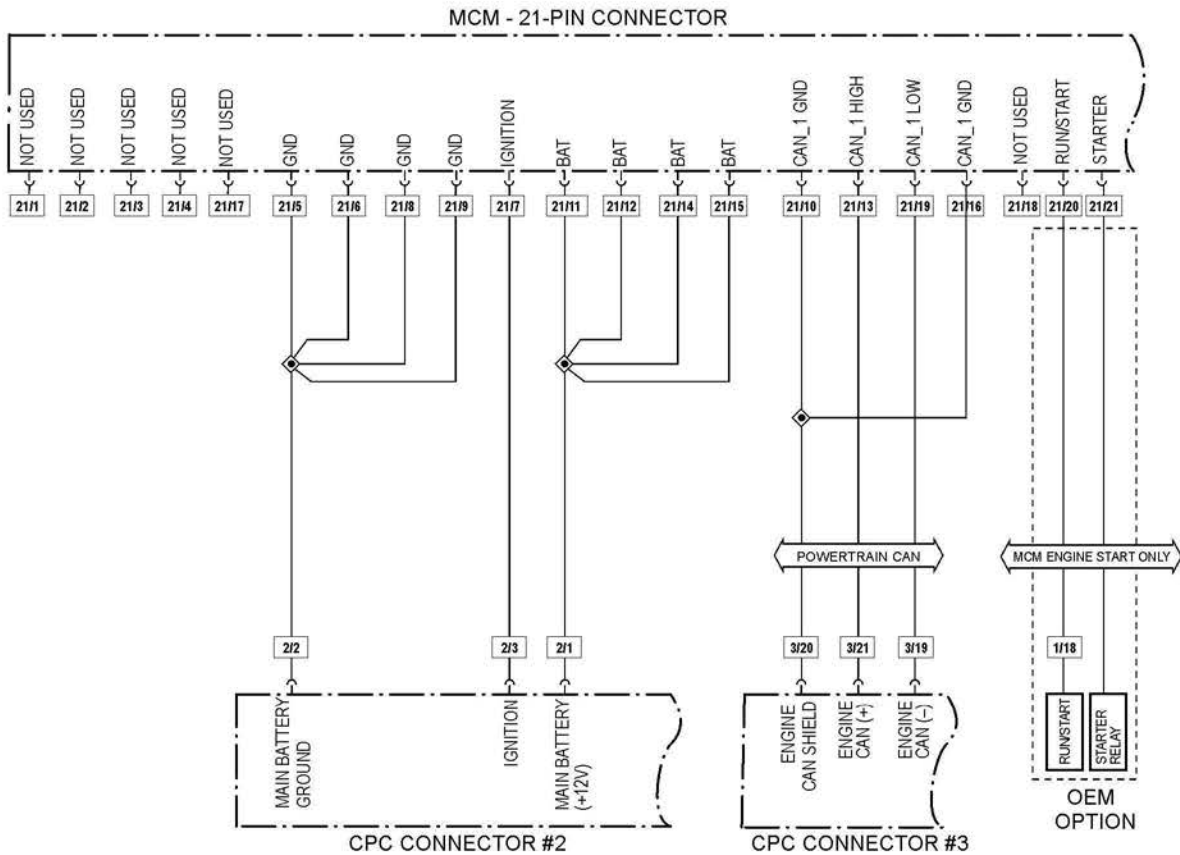 MCM - 21-PIN CONNECTOR
NOT USED
NOT USED
NOT USED
NOT USED
NOT USED
GND
GND
GND
GND
IGNITION
BAT
BAT
BAT
BAT
CAN_1 GND
CAN_1 HIGH
CAN_1 LOW
CAN_1 GND
NOT USED
RUN/START
STARTER
21/1
21/2
21/3
21/4
21/17
21/5
21/6
21/8
21/9
21/7
21/11
21/12
21/14
21/15
21/10
21/13
21/19
21/16
21/18
21/20
21/21
POWERTRAIN CAN
MCM ENGINE START ONLY
2/2
2/3
2/1
3/20
3/21
3/19
1/18
MAIN BATTERY
GROUND
IGNITION
MAIN BATTERY
(+12V)
ENGINE
CAN SHIELD
ENGINE
CAN (+)
ENGINE
CAN (–)
RUN/START
STARTER
RELAY
OEM
OPTION
CPC CONNECTOR #2
CPC CONNECTOR #3